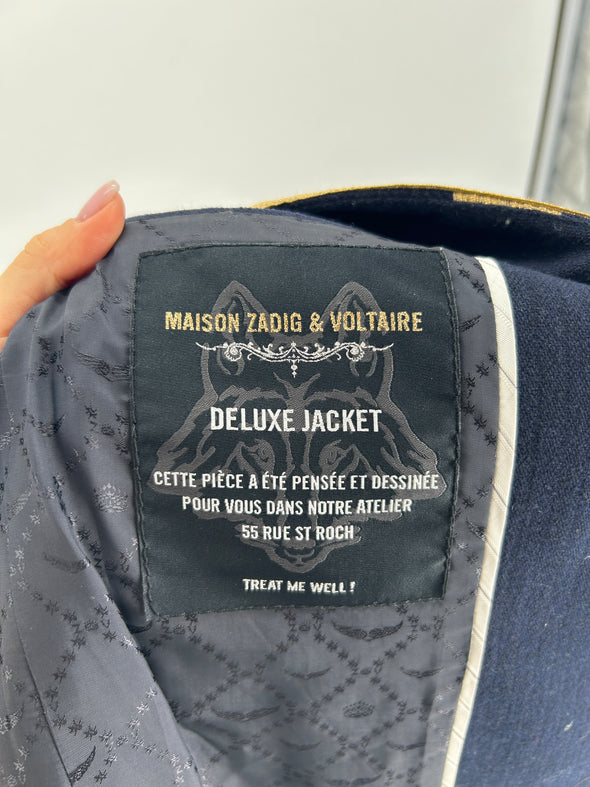 MAISON ZADIG & VOLTAIRE
DELUXE JACKET
CETTE PIÈCE A ÉTÉ PENSÉE ET DESSINÉE
POUR VOUS DANS NOTRE ATELIER
55 RUE ST ROCH
TREAT ME WELL !